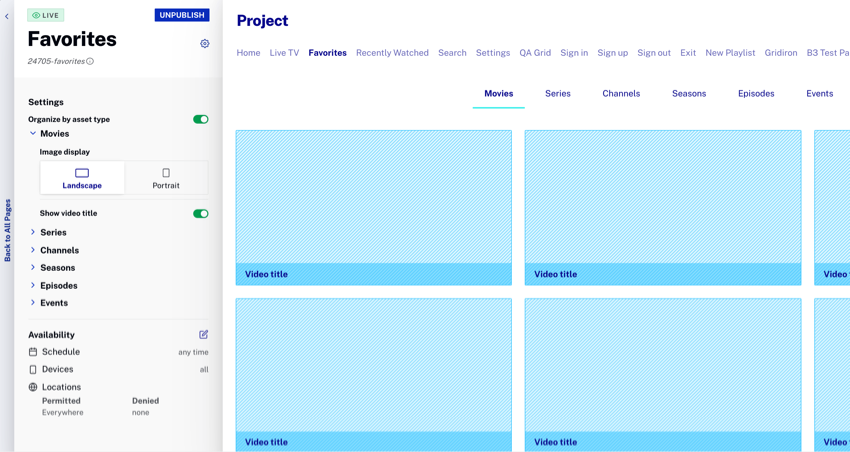 LIVE
UNPUBLISH
Favorites
24705-favorites
Back to All Pages
Settings
Organize by asset type
Movies
Image display
Landscape
Portrait
Show video title
Series
Channels
Seasons
Episodes
Events
Availability
Schedule
any time
Devices
all
Locations
Permitted
Denied
Everywhere
none
Project
Home Live TV Favorites Recently Watched Search Settings QA Grid Sign in Sign up Sign out Exit New Playlist Gridiron B3 Test Pa
Movies Series Channels Seasons Episodes Events
Video title Video title Video t
Video title Video title Video t